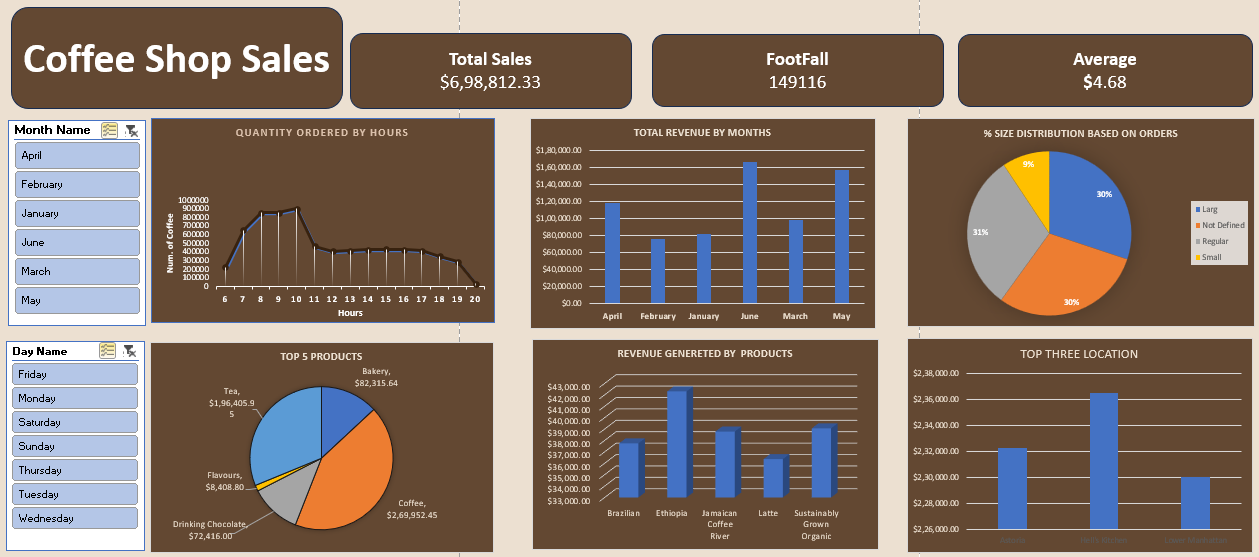 Coffee Shop Sales
Total Sales
$6,98,812.33
FootFall
149116
Average
$4.68
Month Name
April
February
January
June
March
May
QUANTITY ORDERED BY HOURS
Num. of Coffee
1000000
900000
800000
700000
600000
500000
400000
300000
200000
100000
0
6 7 8 9 10 11 12 13 14 15 16 17 18 19 20
Hours
TOTAL REVENUE BY MONTHS
$1,80,000.00
$1,60,000.00
$1,40,000.00
$1,20,000.00
$1,00,000.00
$80,000.00
$60,000.00
$40,000.00
$20,000.00
$0.00
April February January June March May
% SIZE DISTRIBUTION BASED ON ORDERS
9%
30%
31%
30%
Larg
Not Defined
Regular
Small
Day Name
Friday
Monday
Saturday
Sunday
Thursday
Tuesday
Wednesday
TOP 5 PRODUCTS
Bakery,
$82,315.64
Tea,
$1,96,405.9
5
Flavours,
$8,408.80
Coffee,
$2,69,952.45
Drinking Chocolate,
$72,416.00
REVENUE GENERETED BY PRODUCTS
$43,000.00
$42,000.00
$41,000.00
$40,000.00
$39,000.00
$38,000.00
$37,000.00
$36,000.00
$35,000.00
$34,000.00
$33,000.00
Brazilian
Ethiopia
Jamaican
Coffee
River
Latte
Sustainably
Grown
Organic
TOP THREE LOCATION
$2,38,000.00
$2,36,000.00
$2,34,000.00
$2,32,000.00
$2,30,000.00
$2,28,000.00
$2,26,000.00
Astoria Hell's Kitchen Lower Manhattan